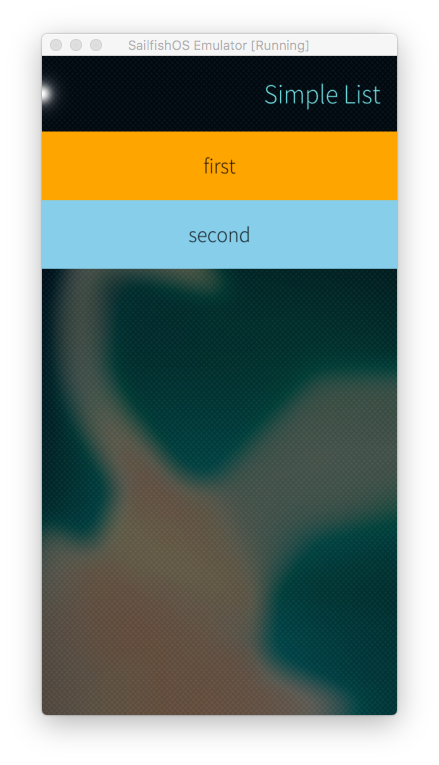 SailfishOS Emulator [Running]
Simple List
first
second